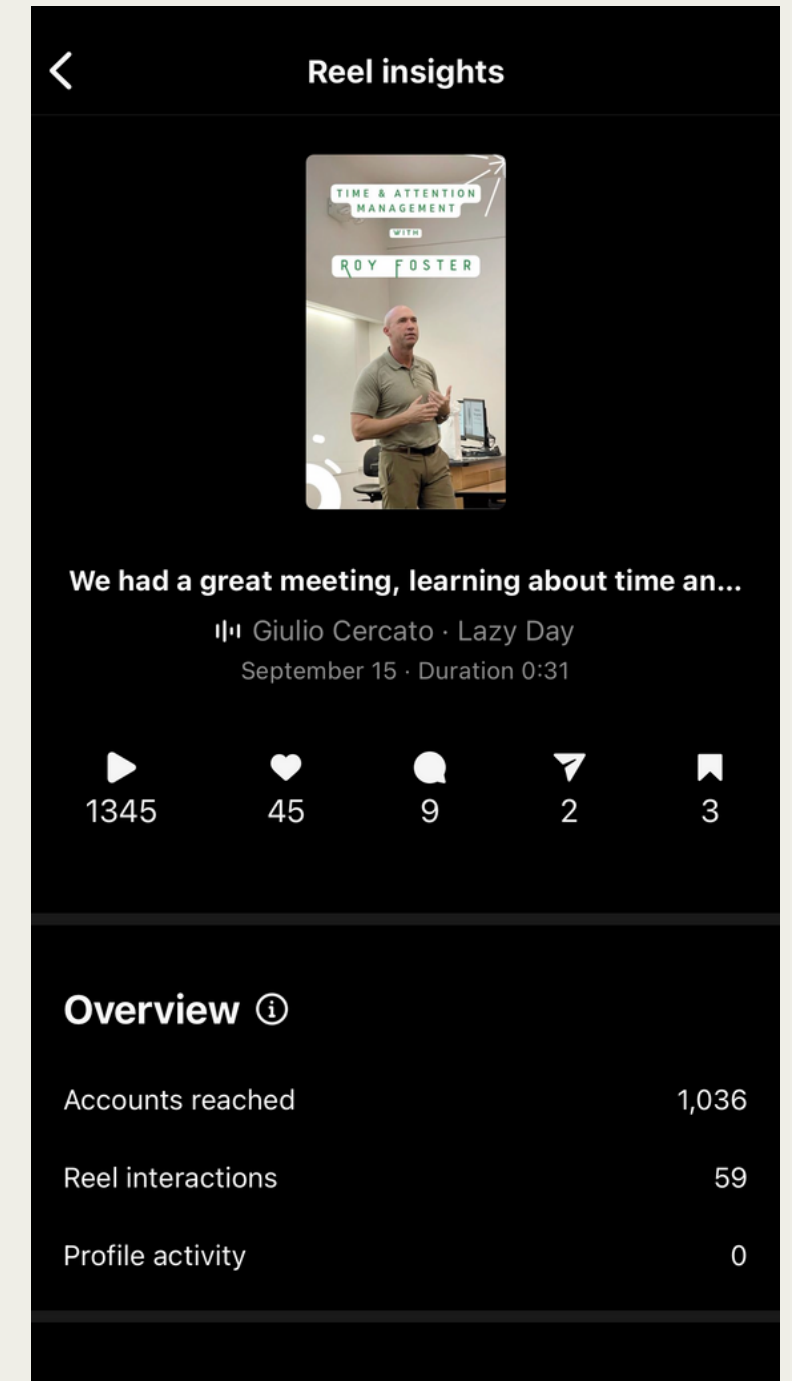 Reel insights
TIME & ATTENTION
MANAGEMENT
WITH
ROY FOSTER
We had a great meeting, learning about time an...
Giulio Cercato · Lazy Day
September 15 · Duration 0:31
1345 45 9 2 3
Overview
Accounts reached 1,036
Reel interactions 59
Profile activity 0